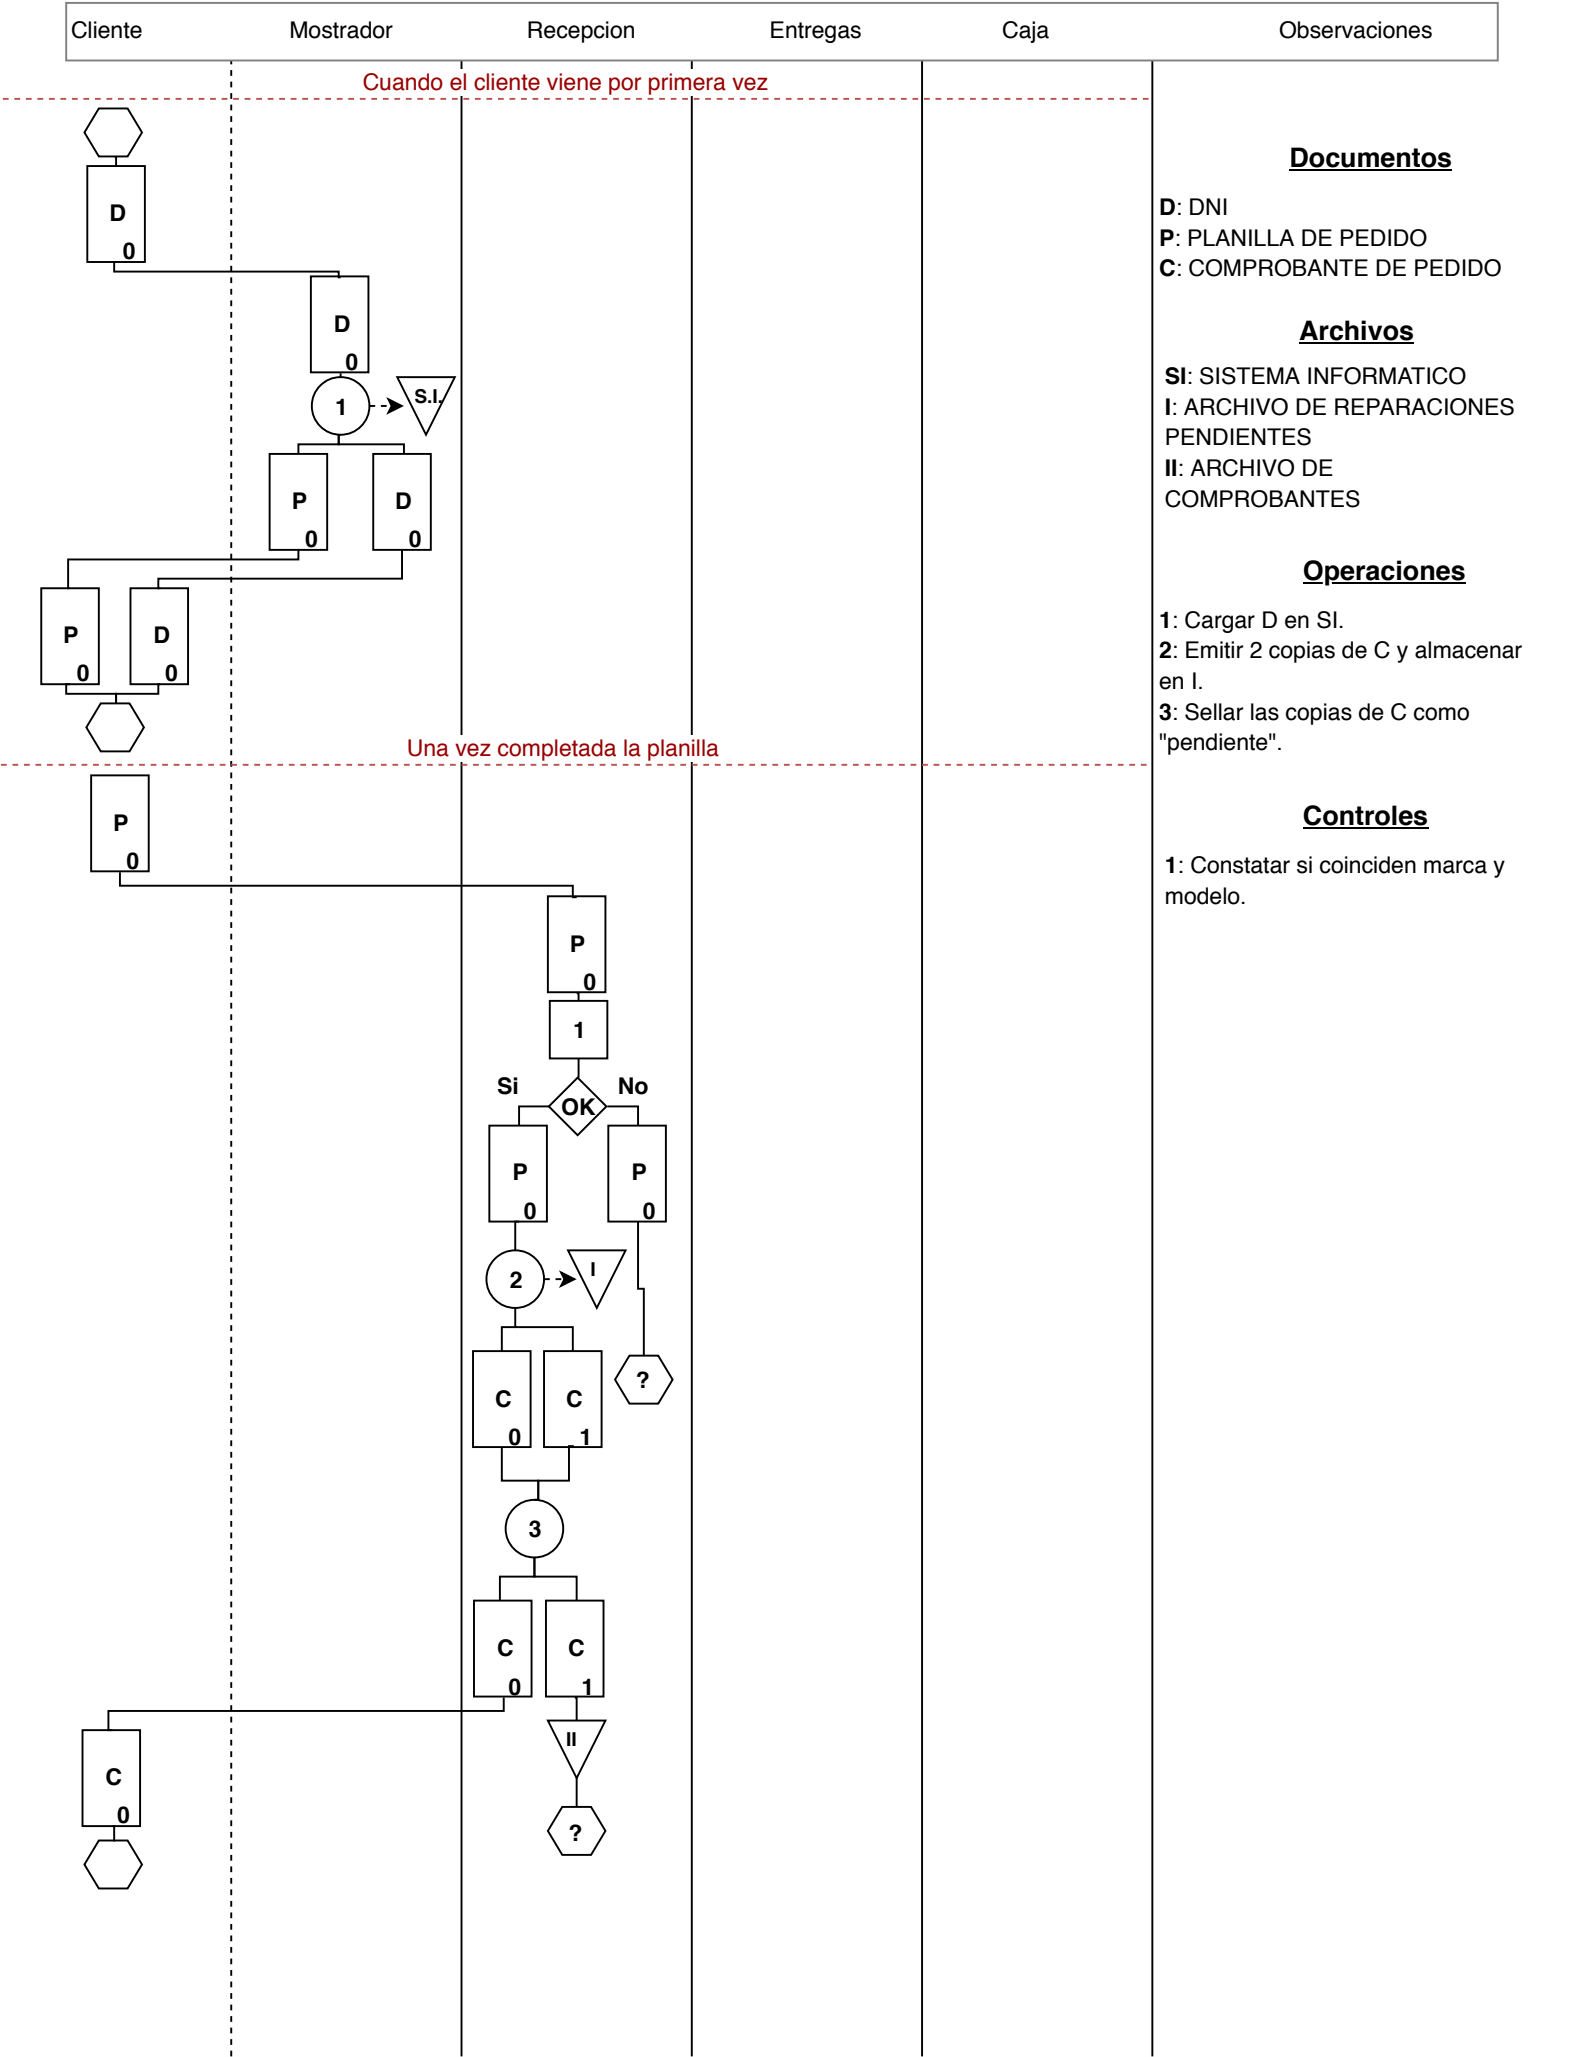 Cliente Mostrador Recepcion Entregas Caja Observaciones
Cuando el cliente viene por primera vez
D
0
D
0
1
S.I.
P
0
D
0
P
0
D
0
Una vez completada la planilla
P
0
P
0
1
Si
OK
No
P
0
P
0
2
I
C
0
C
1
?
3
C
0
C
1
C
0
II
?
Documentos
D: DNI
P: PLANILLA DE PEDIDO
C: COMPROBANTE DE PEDIDO
Archivos
SI: SISTEMA INFORMATICO
I: ARCHIVO DE REPARACIONES
PENDIENTES
II: ARCHIVO DE
COMPROBANTES
Operaciones
1: Cargar D en SI.
2: Emitir 2 copias de C y almacenar
en I.
3: Sellar las copias de C como
"pendiente".
Controles
1: Constatar si coinciden marca y
modelo.